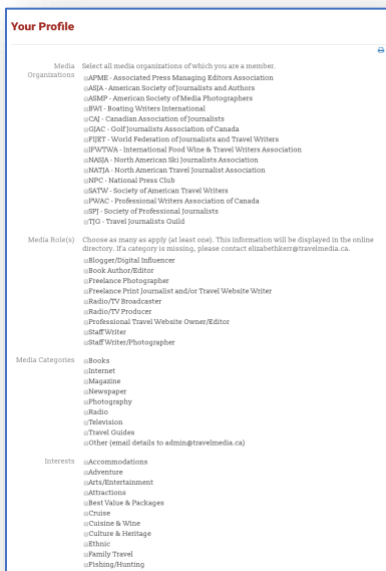 Your Profile
Media Organizations
Select all media organizations of which you are a member.
APME - Associated Press Managing Editors Association
ASJA - American Society of Journalists and Authors
ASMP - American Society of Media Photographers
BWI - Boating Writers International
CAJ - Canadian Association of Journalists
GJAC - Golf Journalists Association of Canada
FIJET - World Federation of Journalists and Travel Writers
IFWTWA - International Food Wine & Travel Writers Association
NASJA - North American Ski Journalists Association
NATJA - North American Travel Journalist Association
NPC - National Press Club
SATW - Society of American Travel Writers
PWAC - Professional Writers Association of Canada
SPJ - Society of Professional Journalists
TJG - Travel Journalists Guild
Media Role(s)
Choose as many as apply (at least one). This information will be displayed in the online
directory. If a category is missing, please contact elizabethkerr@travelmedia.ca.
Blogger/Digital Influencer
Book Author/Editor
Freelance Photographer
Freelance Print Journalist and/or Travel Website Writer
Radio/TV Broadcaster
Radio/TV Producer
Professional Travel Website Owner/Editor
Staff Writer
Staff Writer/Photographer
Media Categories
Books
Internet
Magazine
Newspaper
Photography
Radio
Television
Travel Guides
Other (email details to admin@travelmedia.ca)
Interests
Accommodations
Adventure
Arts/Entertainment
Attractions
Best Value & Packages
Cruise
Cuisine & Wine
Culture & Heritage
Ethnic
Family Travel
Fishing/Hunting